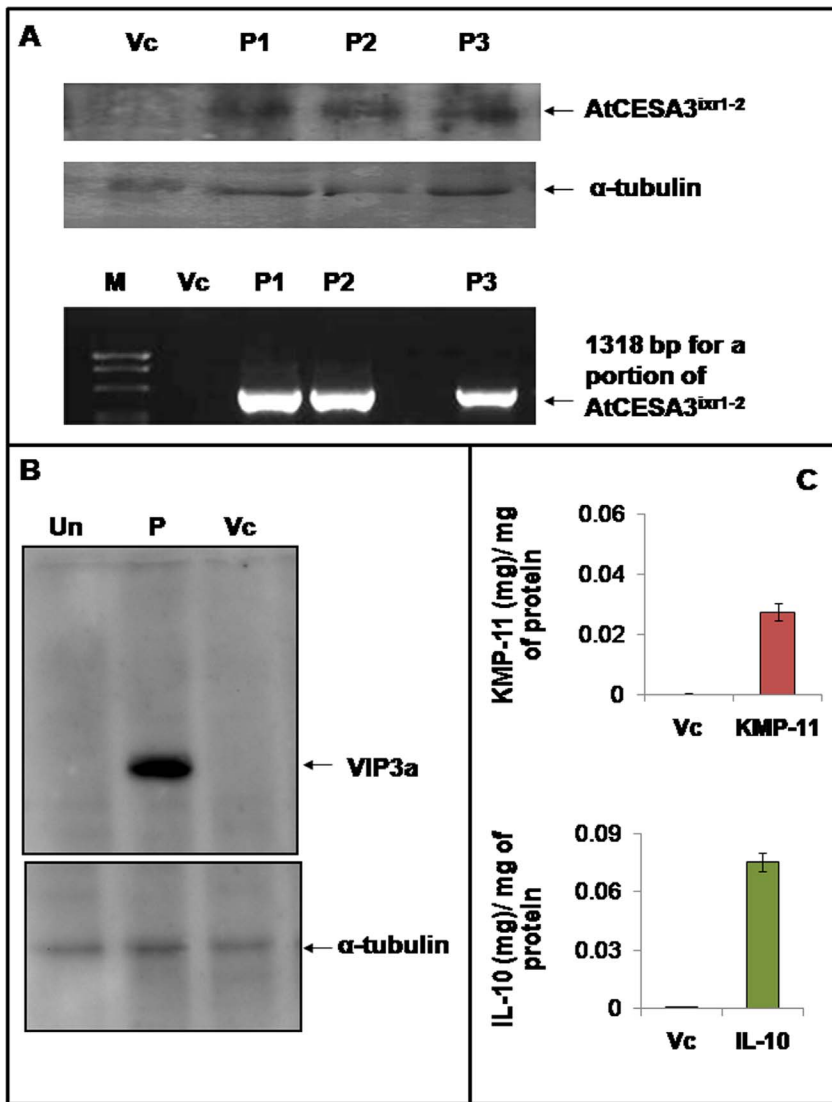 A
Vc P1 P2 P3
AtCESA3ixr1-2
α-tubulin
M Vc P1 P2 P3
1318 bp for a
portion of
AtCESA3ixr1-2
B
Un P Vc
VIP3a
α-tubulin
C
KMP-11 (mg)/ mg
of protein
0.06
0.04
0.02
0
Vc KMP-11
IL-10 (mg)/ mg of
protein
0.09
0.06
0.03
0
Vc IL-10